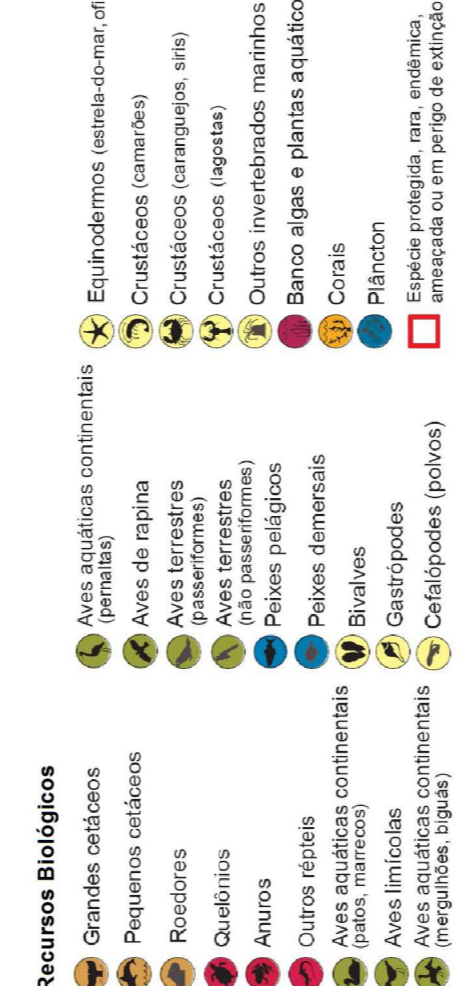 Recursos Biológicos
Grandes cetáceos
Pequenos cetáceos
Roedores
Quelônios
Anuros
Outros répteis
Aves aquáticas continentais
(patos, marrecos)
Aves limícolas
Aves aquáticas continentais
(mergulhões, biguás)
Aves aquáticas continentais
(pernaltas)
Aves de rapina
Aves terrestres
(passeriformes)
Aves terrestres
(não passeriformes)
Peixes pelágicos
Peixes demersais
Bivalves
Gastrópodes
Cefalópodes (polvos)
Equinodermos (estrela-do-mar, ofi
Crustáceos (camarões)
Crustáceos (caranguejos, siris)
Crustáceos (lagostas)
Outros invertebrados marinhos
Banco algas e plantas aquático
Corais
Plâncton
Espécie protegida, rara, endêmica,
ameaçada ou em perigo de extinção